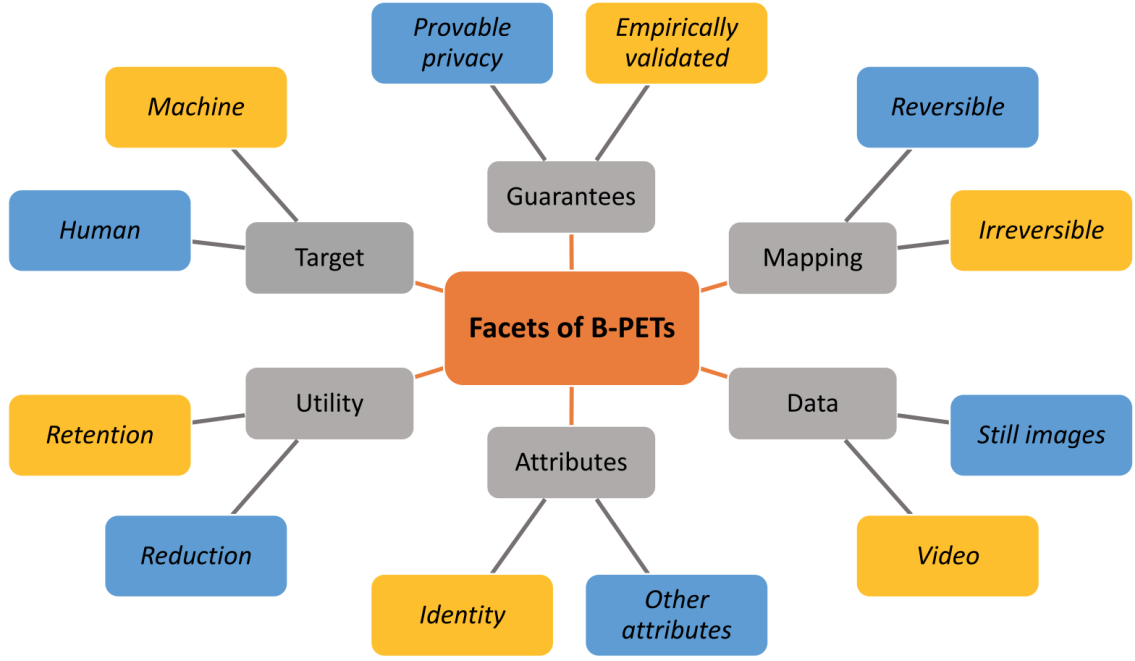 Provable
privacy
Empirically
validated
Machine
Reversible
Guarantees
Human
Target
Mapping
Irreversible
Facets of B-PETs
Retention
Utility
Data
Still images
Attributes
Reduction
Video
Identity
Other
attributes